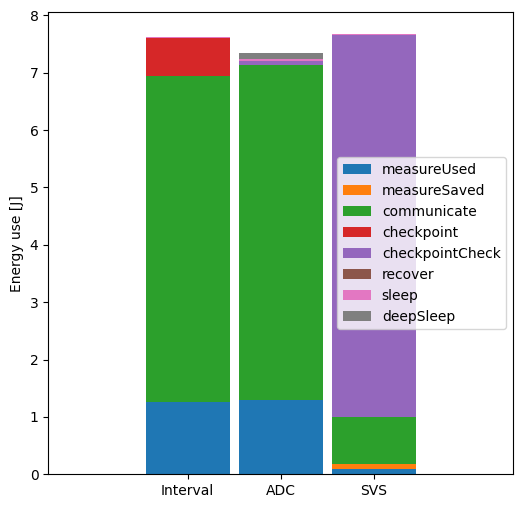 Energy use [J]
8
7
6
5
4
3
2
1
0
Interval
ADC
SVS
measureUsed
measureSaved
communicate
checkpoint
checkpointCheck
recover
sleep
deepSleep